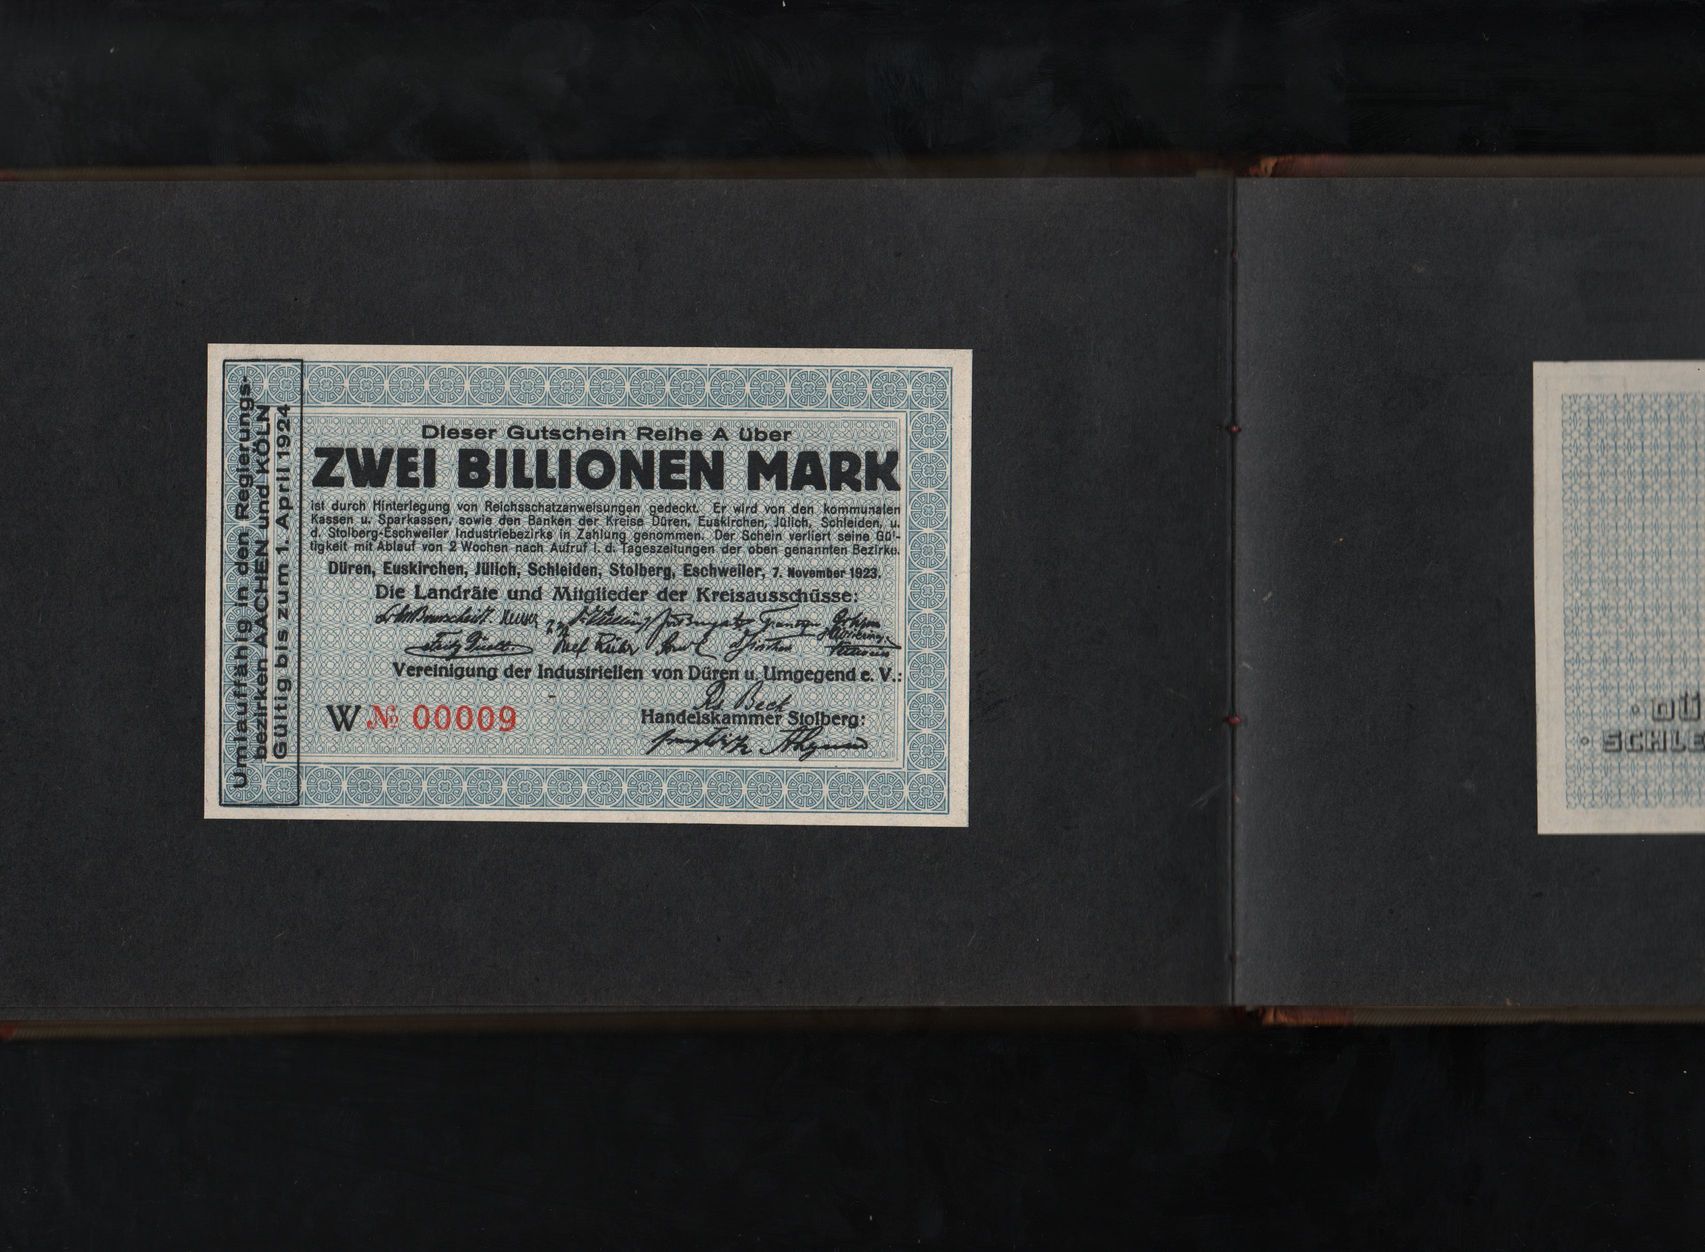 Umlauffähig in den Regierungs-
bezirken AACHEN und KÖLN
Gültig bis zum 1. April 1924
Dieser Gutschein Reihe A über
ZWEI BILLIONEN MARK
ist durch Hinterlegung von Reichsschatzanweisungen gedeckt. Er wird von den kommunalen
Kassen u. Sparkassen, sowie den Banken der Kreise Düren, Euskirchen, Jülich, Schleiden, u.
d. Stolberg-Eschweiler Industriebezirks in Zahlung genommen. Der Schein verliert seine Gül-
tigkeit mit Ablauf von 2 Wochen nach Aufruf i. d. Tageszeitungen der oben genannten Bezirke.
Düren, Euskirchen, Jülich, Schleiden, Stolberg, Eschweiler, 7. November 1923.
Die Landräte und Mitglieder der Kreisausschüsse:
Vereinigung der Industriellen von Düren u. Umgegend e. V.:
Handelskammer Stolberg:
W № 00009
· DÜ
· SCHLE